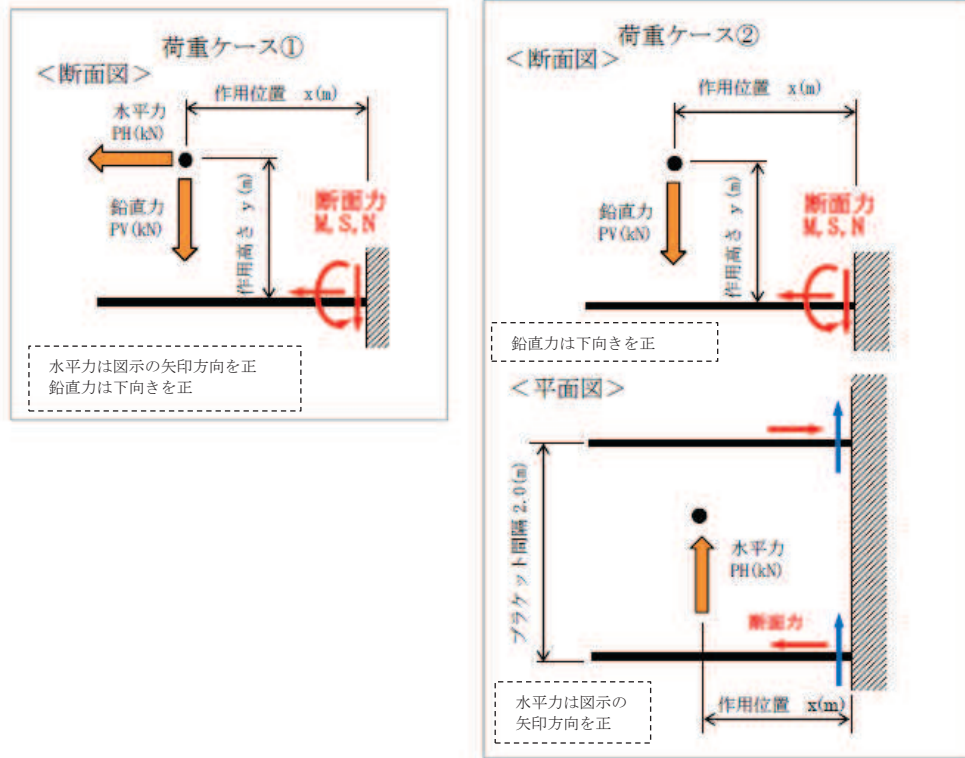 荷重ケース①
＜断面図＞
作用位置 x(m)
水平力
PH(kN)
鉛直力
PV(kN)
作用高さ y(m)
断面力
M,S,N
水平力は図示の矢印方向を正
鉛直力は下向きを正
荷重ケース②
＜断面図＞
作用位置 x(m)
鉛直力
PV(kN)
作用高さ y(m)
断面力
M,S,N
鉛直力は下向きを正
＜平面図＞
ブラケット間隔2.0(m)
水平力
PH(kN)
断面力
作用位置 x(m)
水平力は図示の
矢印方向を正